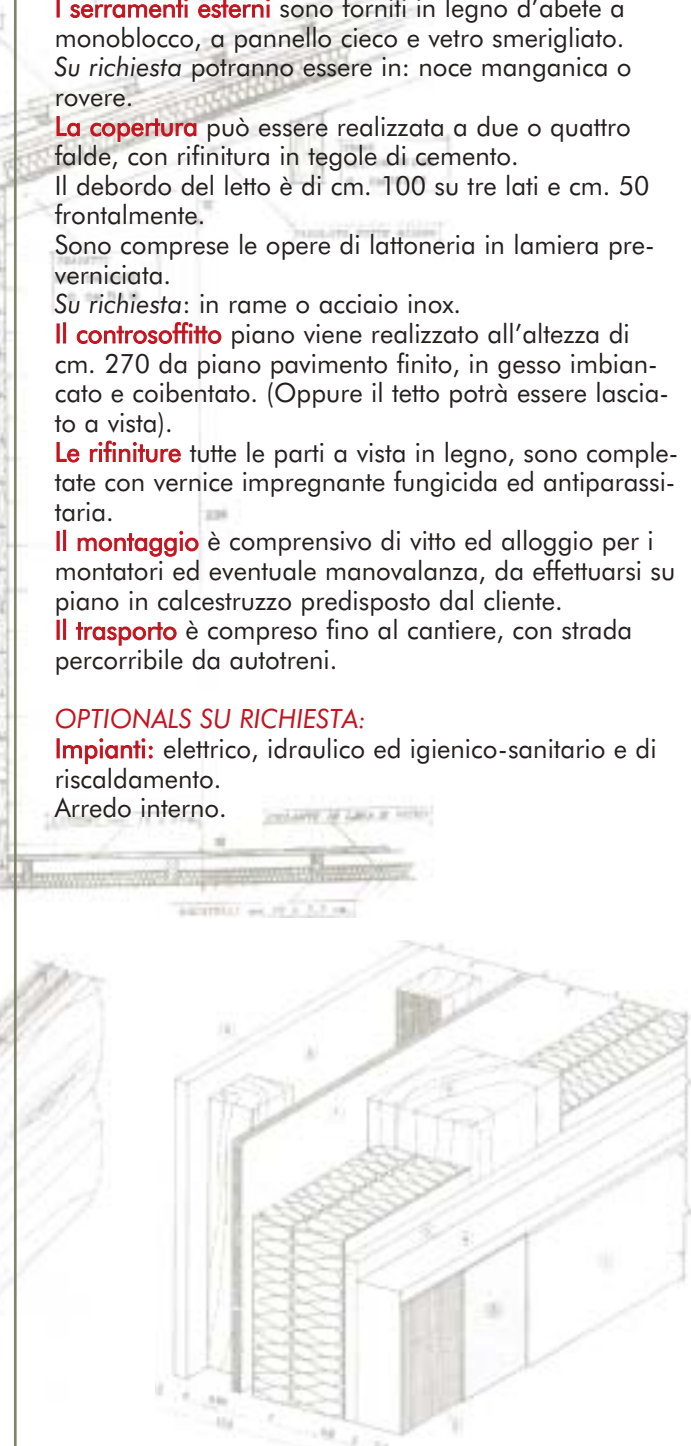 I serramenti esterni sono forniti in legno d'abete a
monoblocco, a pannello cieco e vetro smerigliato.
Su richiesta potranno essere in: noce manganica o
rovere.
La copertura può essere realizzata a due o quattro
falde, con rifinitura in tegole di cemento.
Il debordo del letto è di cm. 100 su tre lati e cm. 50
frontalmente.
Sono comprese le opere di lattoneria in lamiera pre-
verniciata.
Su richiesta: in rame o acciaio inox.
Il controsoffitto piano viene realizzato all'altezza di
cm. 270 da piano pavimento finito, in gesso imbian-
cato e coibentato. (Oppure il tetto potrà essere lascia-
to a vista).
Le rifiniture tutte le parti a vista in legno, sono comple-
tate con vernice impregnante fungicida ed antiparassi-
taria.
Il montaggio è comprensivo di vitto ed alloggio per i
montatori ed eventuale manovalanza, da effettuarsi su
piano in calcestruzzo predisposto dal cliente.
Il trasporto è compreso fino al cantiere, con strada
percorribile da autotreni.
OPTIONALS SU RICHIESTA:
Impianti: elettrico, idraulico ed igienico-sanitario e di
riscaldamento.
Arredo interno.